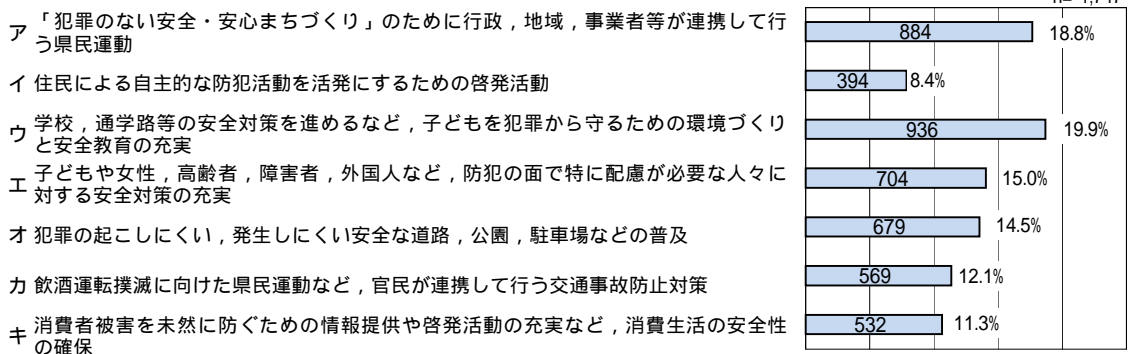 ア 「犯罪のない安全・安心まちづくり」のために行政，地域，事業者等が連携して行
う県民運動
884 18.8%
イ 住民による自主的な防犯活動を活発にするための啓発活動
394 8.4%
ウ 学校，通学路等の安全対策を進めるなど，子どもを犯罪から守るための環境づくり
と安全教育の充実
936 19.9%
エ 子どもや女性，高齢者，障害者，外国人など，防犯の面で特に配慮が必要な人々に
対する安全対策の充実
704 15.0%
オ 犯罪の起こしにくい，発生しにくい安全な道路，公園，駐車場などの普及
679 14.5%
カ 飲酒運転撲滅に向けた県民運動など，官民が連携して行う交通事故防止対策
569 12.1%
キ 消費者被害を未然に防ぐための情報提供や啓発活動の充実など，消費生活の安全性
の確保
532 11.3%